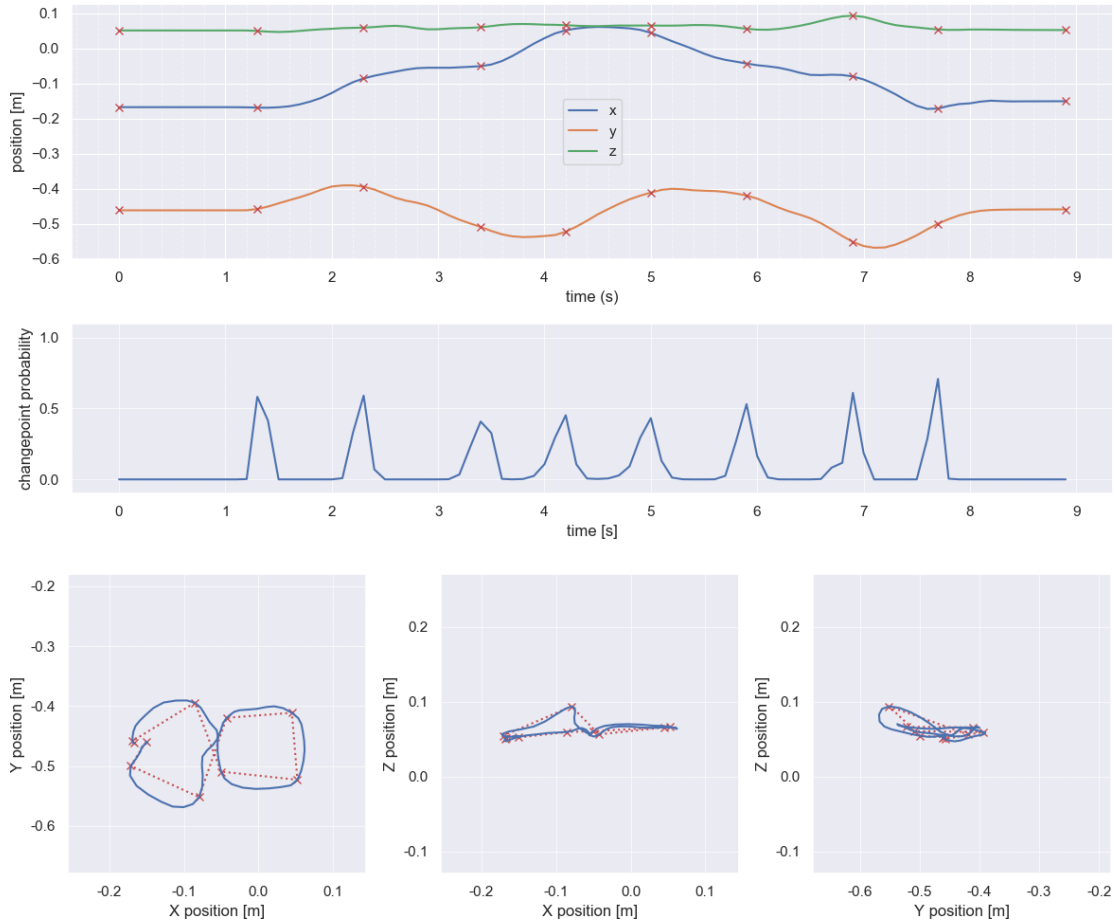 0.1
0.0
−0.1
−0.2
−0.3
−0.4
−0.5
−0.6
position [m]
x
y
z
0 1 2 3 4 5 6 7 8 9
time (s)
1.0
0.5
0.0
changepoint probability
0 1 2 3 4 5 6 7 8 9
time [s]
-0.2
-0.3
-0.4
-0.5
-0.6
Y position [m]
-0.2 -0.1 0.0 0.1
X position [m]
0.2
0.1
0.0
-0.1
Z position [m]
-0.2 -0.1 0.0 0.1
X position [m]
0.2
0.1
0.0
-0.1
Z position [m]
-0.6 -0.5 -0.4 -0.3 -0.2
Y position [m]